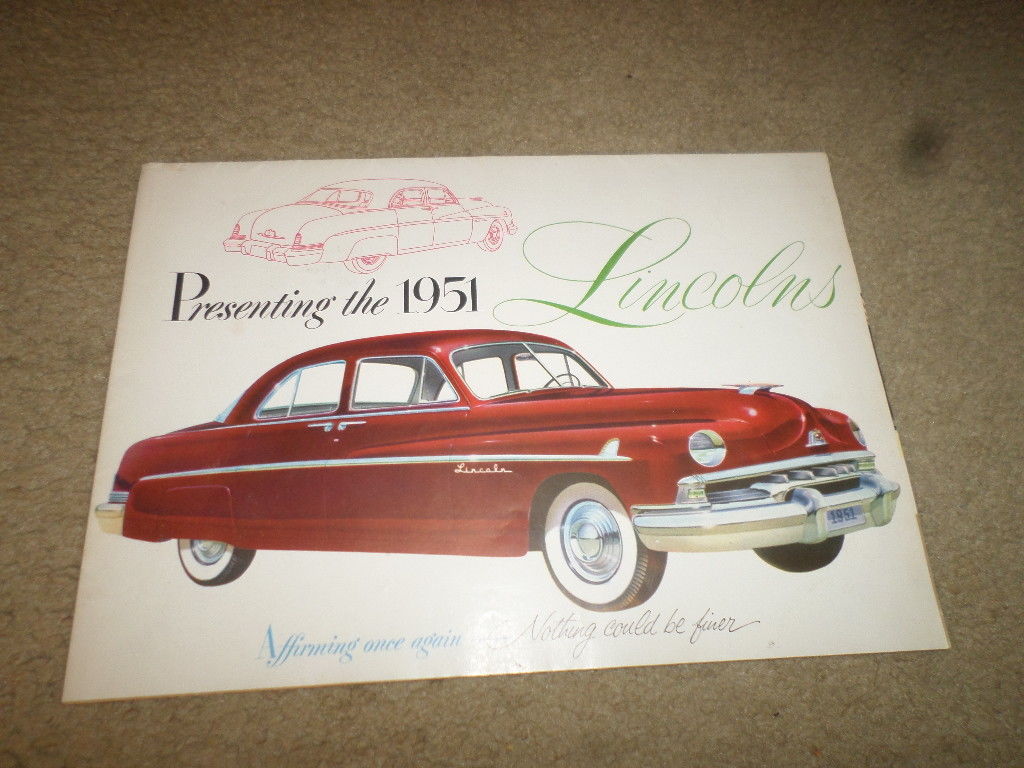 Presenting the 1951 Lincolns
Lincoln
1951
Affirming once again Nothing could be finer